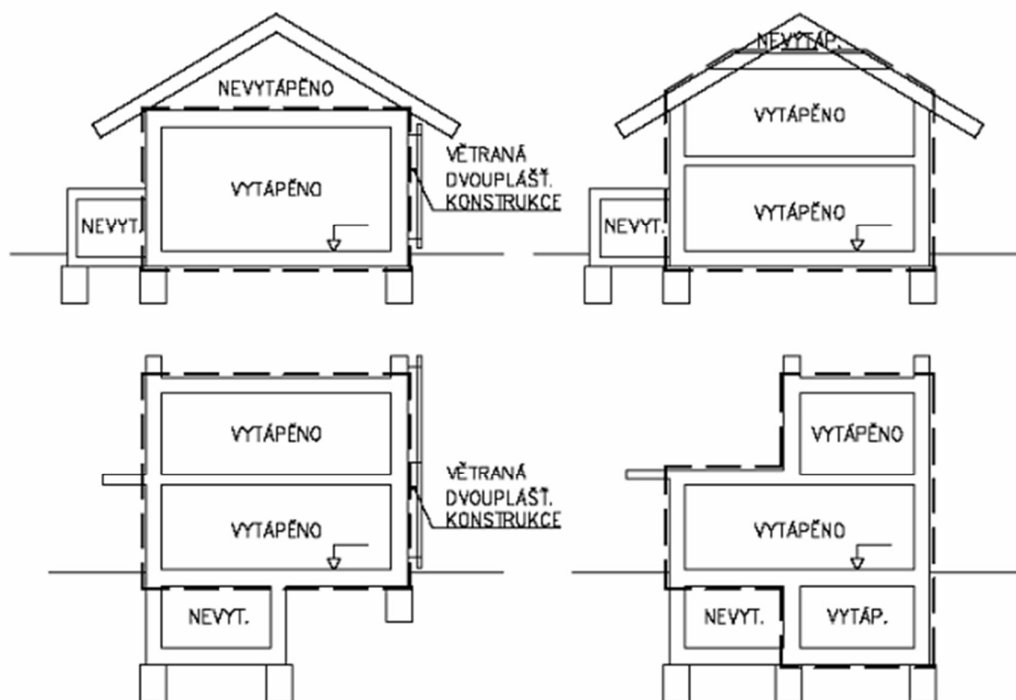 NEVYTÁPĚNO
VYTÁPĚNO
NEVYT.
VĚTRANÁ
DVOUPLÁŠŤ.
KONSTRUKCE
NEVYTÁP.
VYTÁPĚNO
VYTÁPĚNO
NEVYT.
VYTÁPĚNO
VYTÁPĚNO
NEVYT.
VĚTRANÁ
DVOUPLÁŠŤ.
KONSTRUKCE
VYTÁPĚNO
VYTÁPĚNO
NEVYT.
VYTÁP.